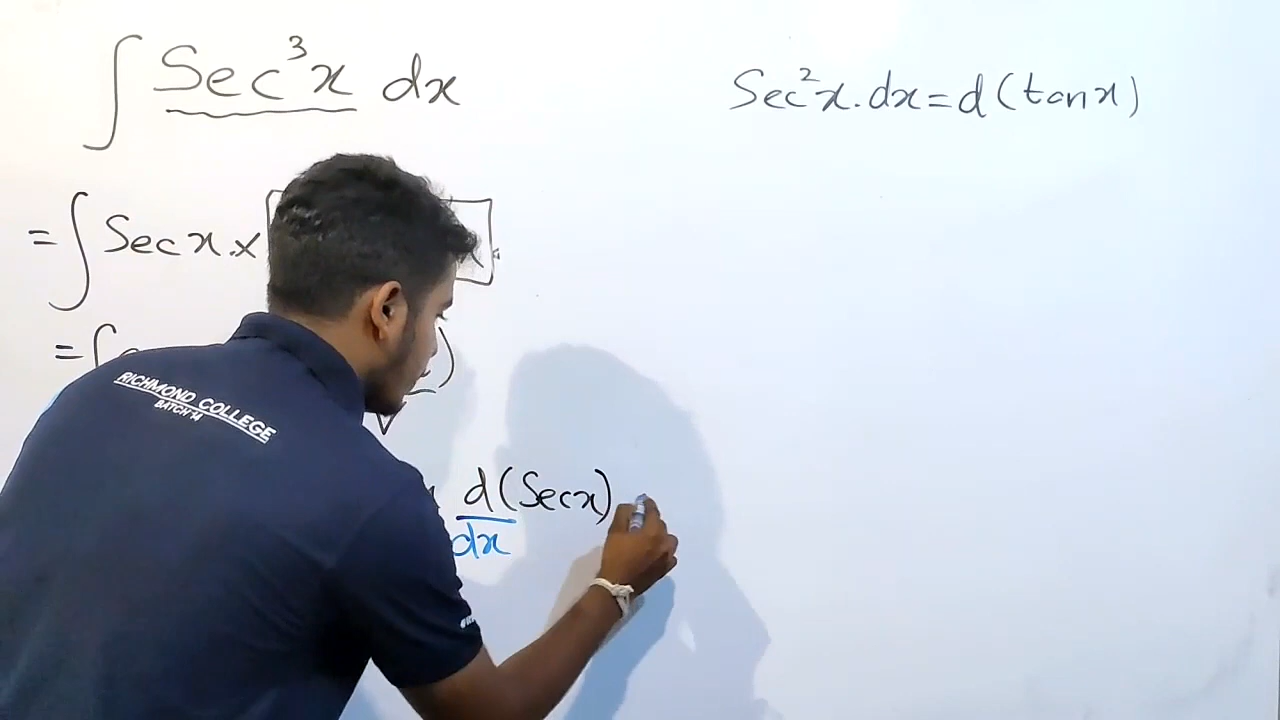 ∫ Sec³x dx
Sec²x.dx=d(tanx)
= ∫ Secx.x
= ∫
d(Secx)
dx
RICHMOND COLLEGE
BATCH '14